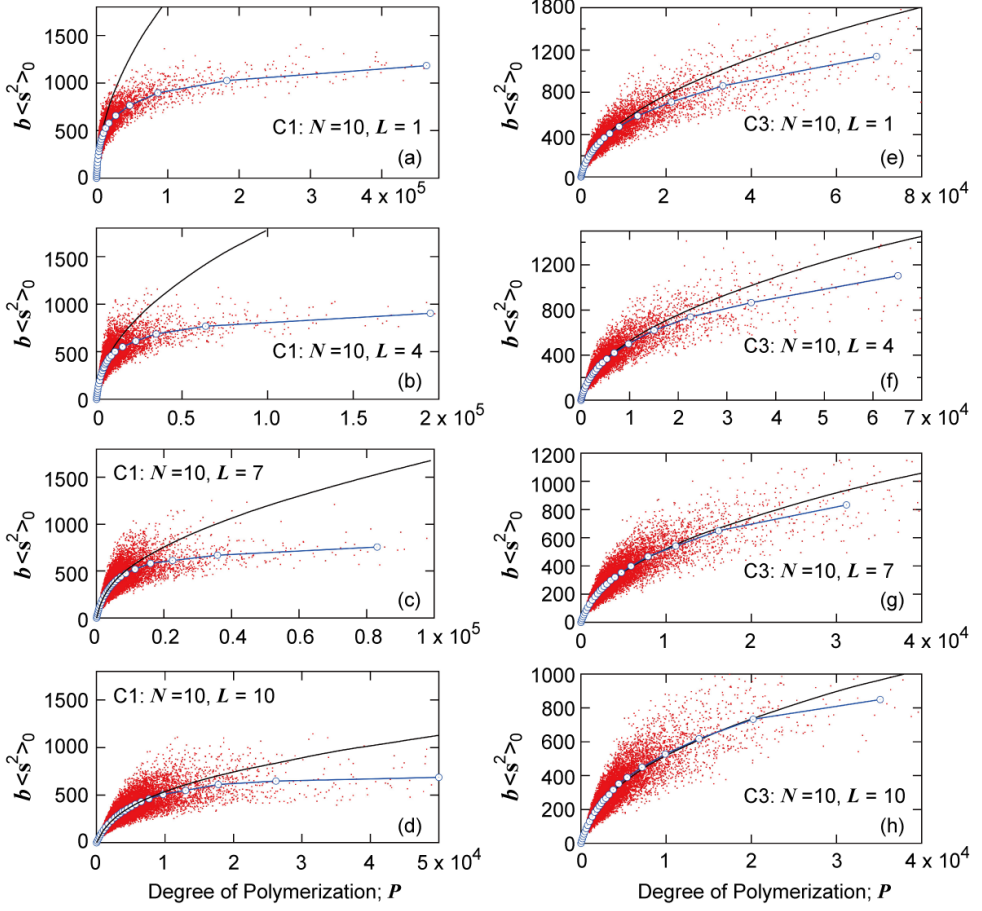 b<s²>₀
1500
1000
500
0
C1: N =10, L = 1
(a)
0 1 2 3 4 x 10⁵
b<s²>₀
1500
1000
500
0
C1: N =10, L = 4
(b)
0 0.5 1.0 1.5 2 x 10⁵
b<s²>₀
1500
1000
500
0
C1: N =10, L = 7
(c)
0 0.2 0.4 0.6 0.8 1 x 10⁵
b<s²>₀
1500
1000
500
0
C1: N =10, L = 10
(d)
0 1 2 3 4 5 x 10⁴
Degree of Polymerization; P
b<s²>₀
1800
1600
1200
800
400
200
0
C3: N =10, L = 1
(e)
0 2 4 6 8 x 10⁴
b<s²>₀
1200
800
400
0
C3: N =10, L = 4
(f)
0 1 2 3 4 5 6 7 x 10⁴
b<s²>₀
1200
1000
800
600
400
200
0
C3: N =10, L = 7
(g)
0 1 2 3 4 x 10⁴
b<s²>₀
1000
800
600
400
200
0
C3: N =10, L = 10
(h)
0 1 2 3 4 x 10⁴
Degree of Polymerization; P